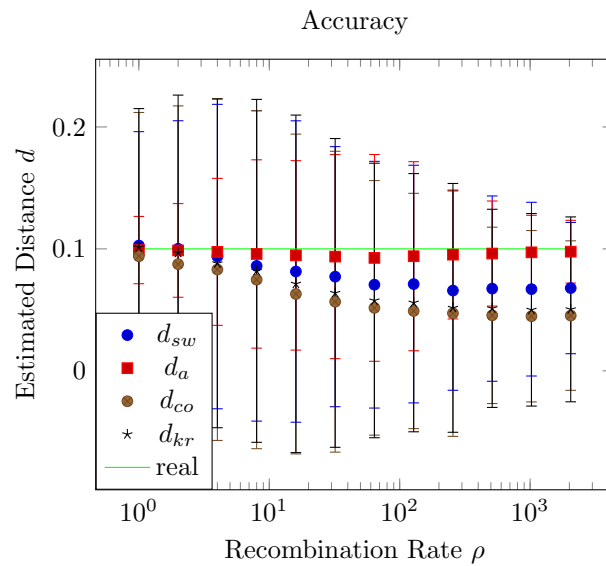 Accuracy
Estimated Distance d
0.2
0.1
0
d_sw
d_a
d_co
d_kr
real
10^0
10^1
10^2
10^3
Recombination Rate ρ